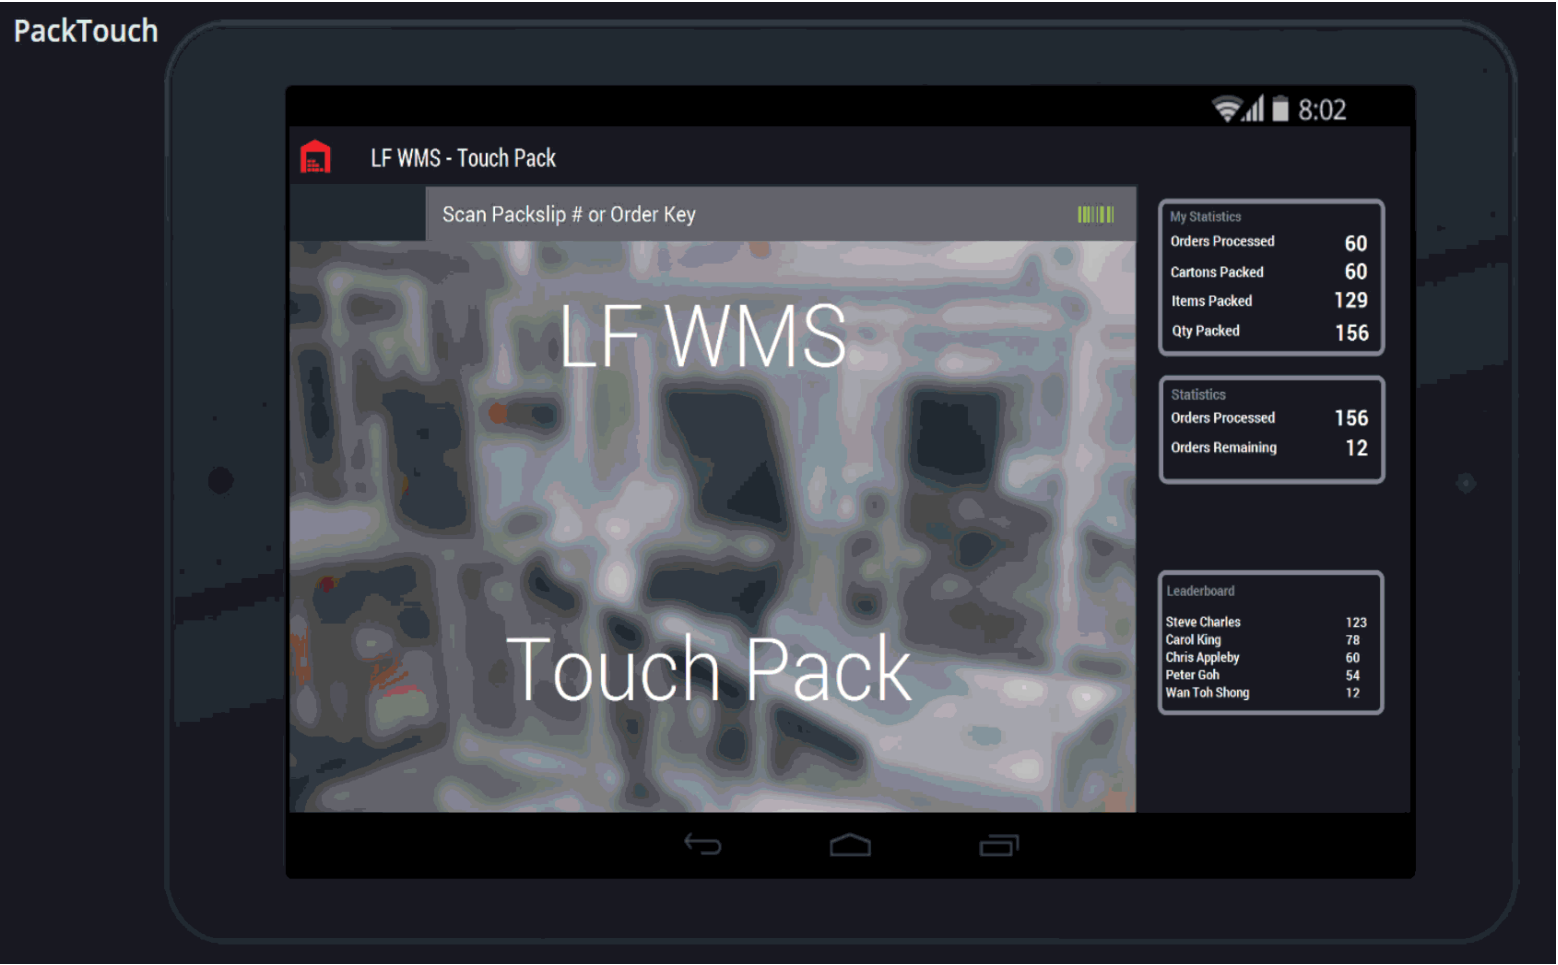 PackTouch
8:02
LF WMS - Touch Pack
Scan Packslip # or Order Key
LF WMS
Touch Pack
My Statistics
Orders Processed 60
Cartons Packed 60
Items Packed 129
Qty Packed 156
Statistics
Orders Processed 156
Orders Remaining 12
Leaderboard
Steve Charles 123
Carol King 78
Chris Appleby 60
Peter Goh 54
Wan Toh Shong 12